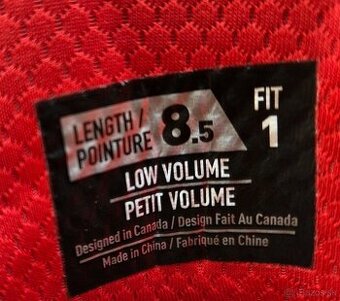 LENGTH / POINTURE 8.5
FIT 1
LOW VOLUME
PETIT VOLUME
Designed in Canada / Design Fait Au Canada
Made in China / Fabriqué en Chine